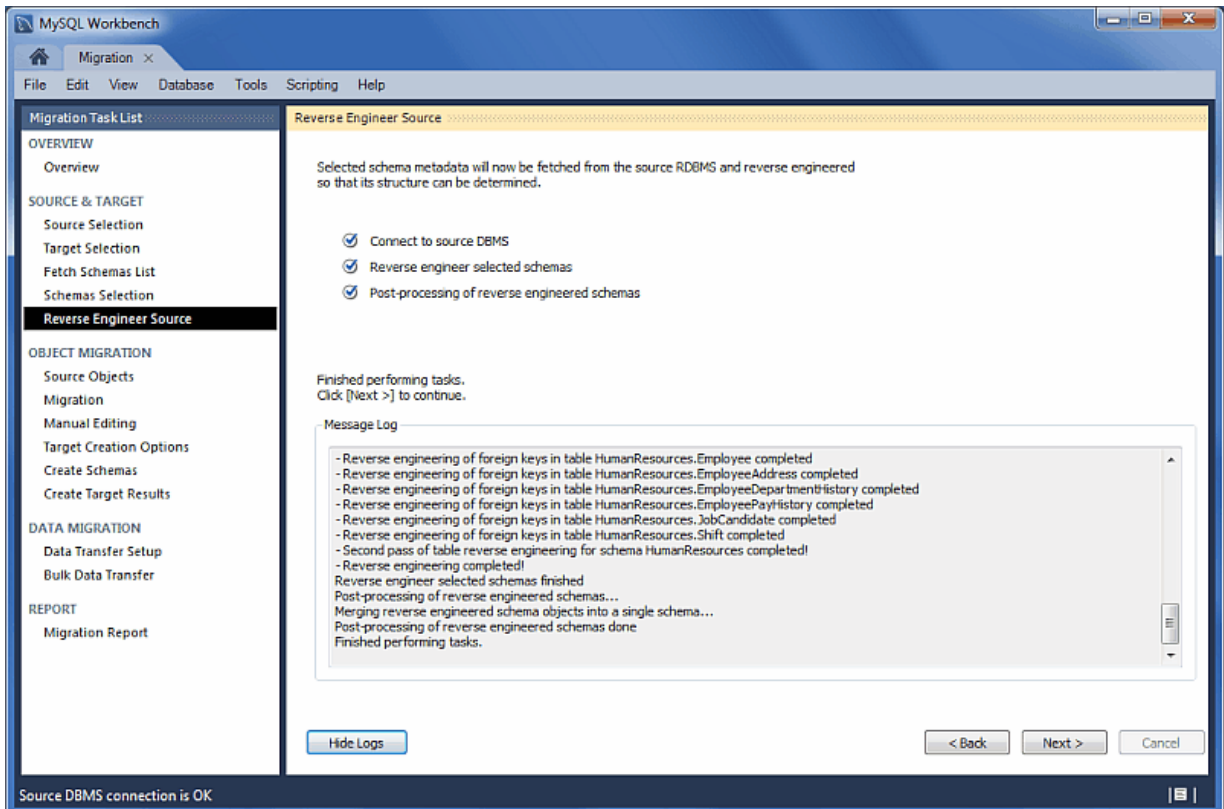 MySQL Workbench
Migration
File Edit View Database Tools Scripting Help
Migration Task List
OVERVIEW
Overview
SOURCE & TARGET
Source Selection
Target Selection
Fetch Schemas List
Schemas Selection
Reverse Engineer Source
OBJECT MIGRATION
Source Objects
Migration
Manual Editing
Target Creation Options
Create Schemas
Create Target Results
DATA MIGRATION
Data Transfer Setup
Bulk Data Transfer
REPORT
Migration Report
Reverse Engineer Source
Selected schema metadata will now be fetched from the source RDBMS and reverse engineered
so that its structure can be determined.
Connect to source DBMS
Reverse engineer selected schemas
Post-processing of reverse engineered schemas
Finished performing tasks.
Click [Next >] to continue.
Message Log
- Reverse engineering of foreign keys in table HumanResources.Employee completed
- Reverse engineering of foreign keys in table HumanResources.EmployeeAddress completed
- Reverse engineering of foreign keys in table HumanResources.EmployeeDepartmentHistory completed
- Reverse engineering of foreign keys in table HumanResources.EmployeePayHistory completed
- Reverse engineering of foreign keys in table HumanResources.JobCandidate completed
- Reverse engineering of foreign keys in table HumanResources.Shift completed
- Second pass of table reverse engineering for schema HumanResources completed!
- Reverse engineering completed!
Reverse engineer selected schemas finished
Post-processing of reverse engineered schemas...
Merging reverse engineered schema objects into a single schema...
Post-processing of reverse engineered schemas done
Finished performing tasks.
Hide Logs
< Back
Next >
Cancel
Source DBMS connection is OK